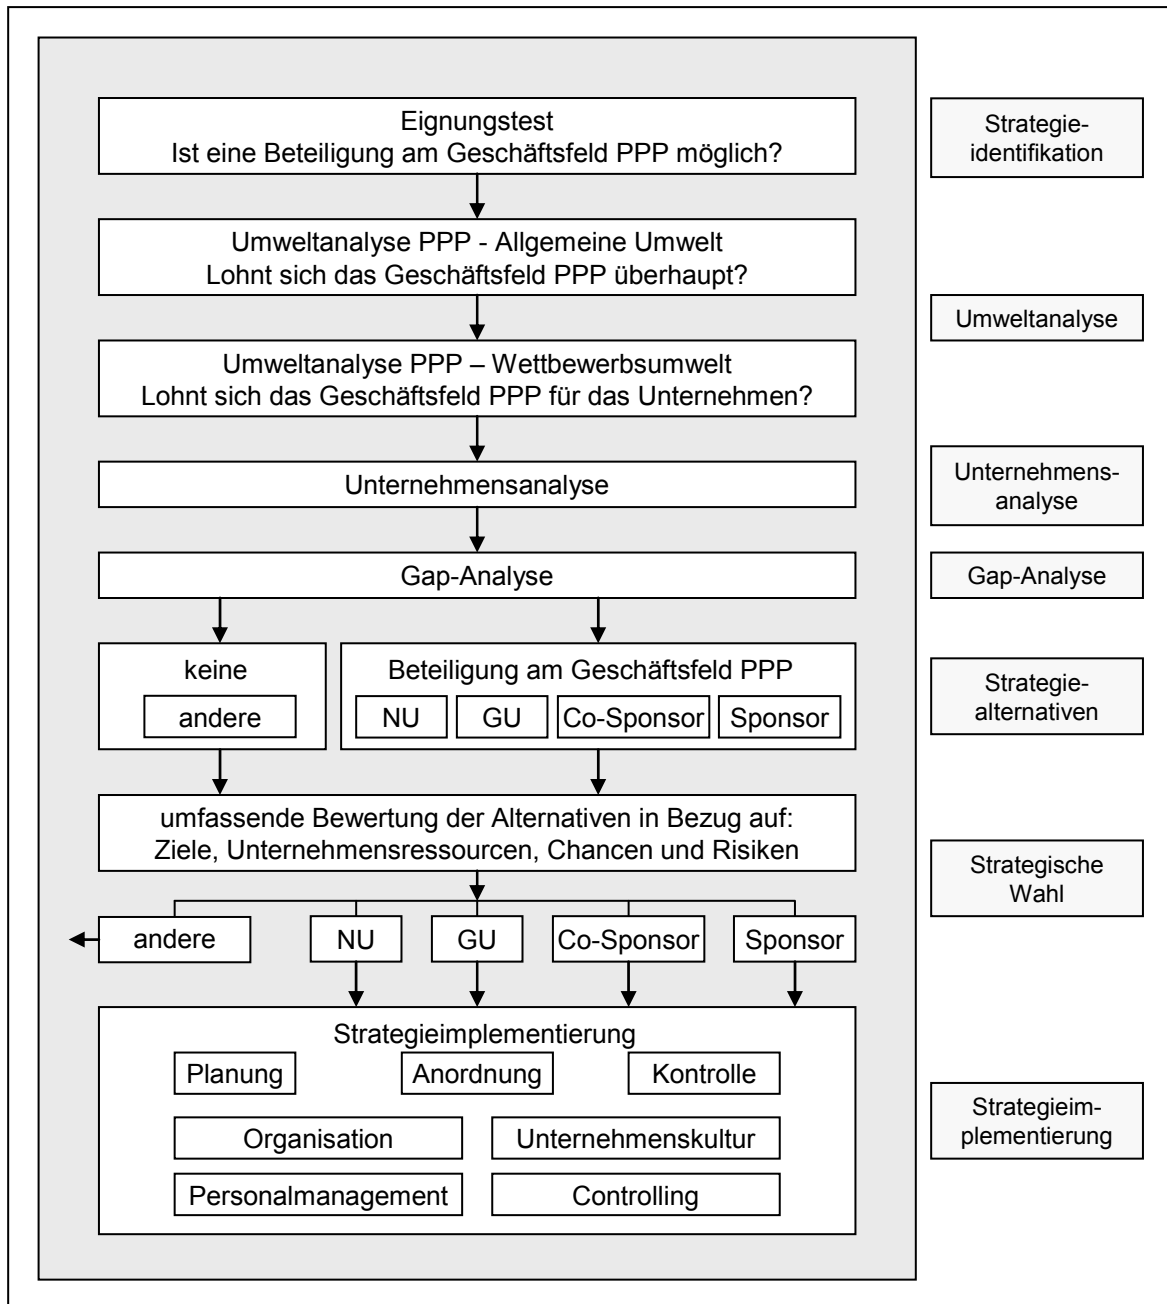 Eignungstest
Ist eine Beteiligung am Geschäftsfeld PPP möglich?
Strategie-
identifikation
Umweltanalyse PPP - Allgemeine Umwelt
Lohnt sich das Geschäftsfeld PPP überhaupt?
Umweltanalyse
Umweltanalyse PPP – Wettbewerbsumwelt
Lohnt sich das Geschäftsfeld PPP für das Unternehmen?
Unternehmensanalyse
Unternehmens-
analyse
Gap-Analyse
Gap-Analyse
keine
andere
Beteiligung am Geschäftsfeld PPP
NU
GU
Co-Sponsor
Sponsor
Strategie-
alternativen
umfassende Bewertung der Alternativen in Bezug auf:
Ziele, Unternehmensressourcen, Chancen und Risiken
Strategische
Wahl
andere
NU
GU
Co-Sponsor
Sponsor
Strategieimplementierung
Planung
Anordnung
Kontrolle
Organisation
Unternehmenskultur
Personalmanagement
Controlling
Strategieim-
plementierung